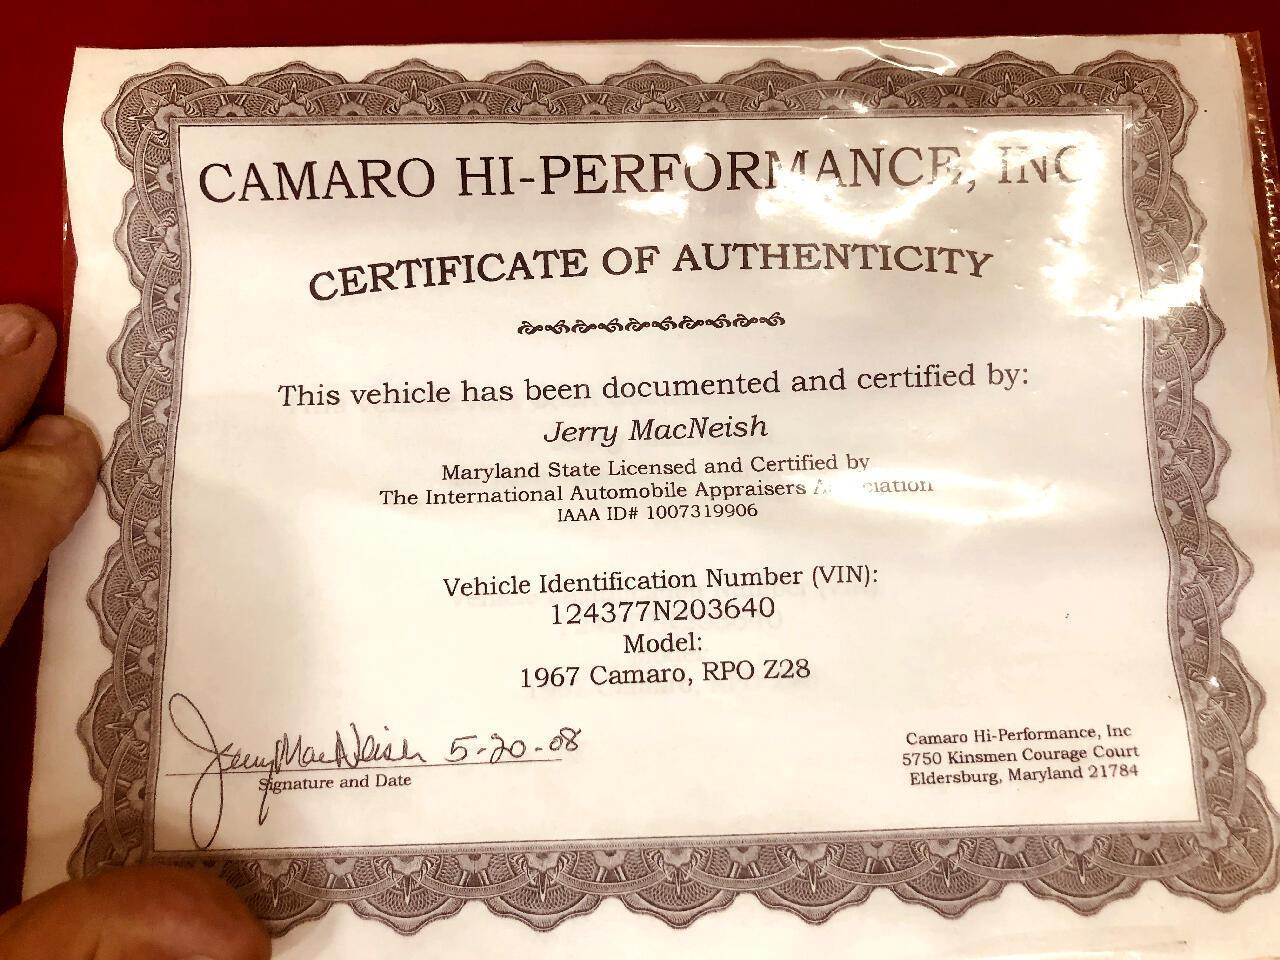 CAMARO HI-PERFORMANCE, INC
CERTIFICATE OF AUTHENTICITY
This vehicle has been documented and certified by:
Jerry MacNeish
Maryland State Licensed and Certified by
The International Automobile Appraisers Association
IAAA ID# 1007319906
Vehicle Identification Number (VIN):
124377N203640
Model:
1967 Camaro, RPO Z28
Jerry MacNeish 5-20-08
Signature and Date
Camaro Hi-Performance, Inc
5750 Kinsmen Courage Court
Eldersburg, Maryland 21784